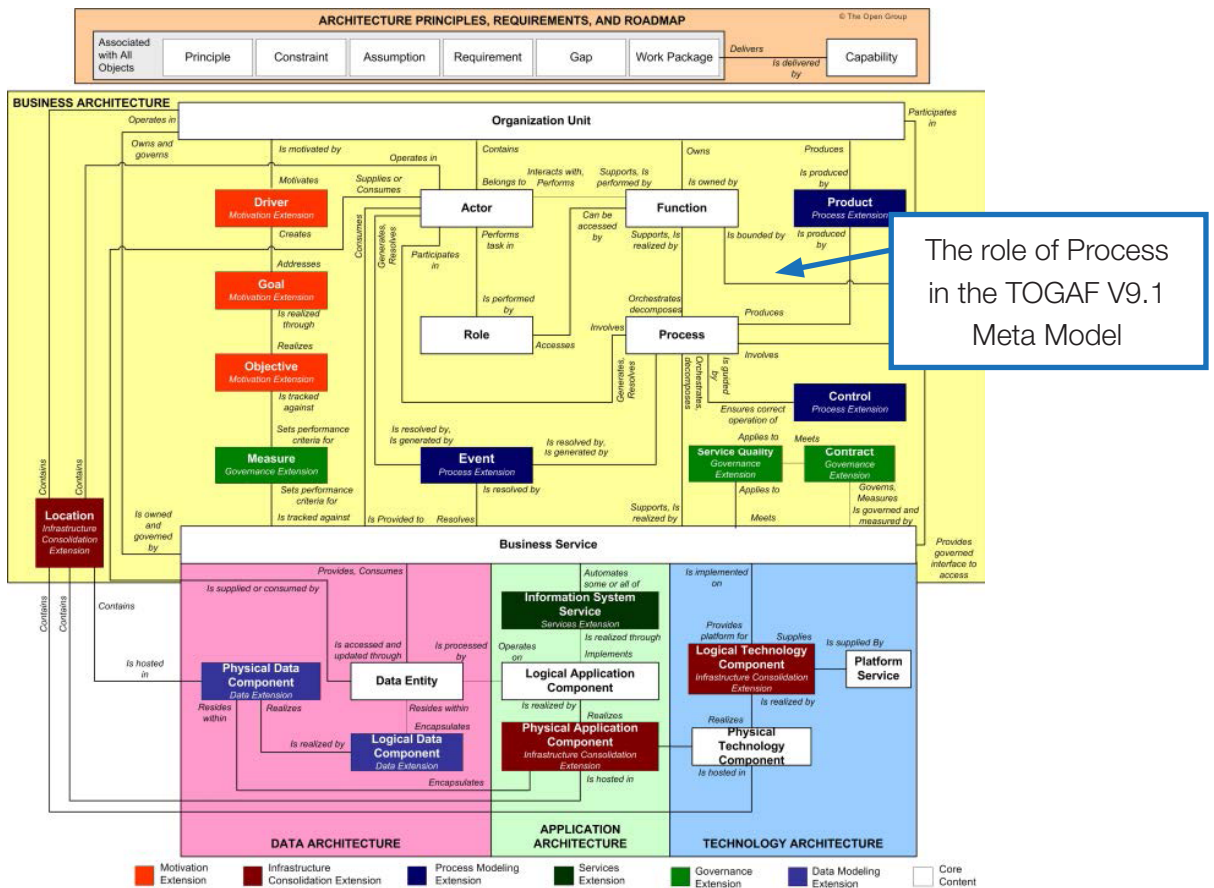 ARCHITECTURE PRINCIPLES, REQUIREMENTS, AND ROADMAP
© The Open Group
Associated
with All
Objects
Principle
Constraint
Assumption
Requirement
Gap
Work Package
Delivers
Is delivered
by
Capability
BUSINESS ARCHITECTURE
Operates in
Organization Unit
Participates
in
Owns and
governs
Is motivated by
Operates in
Contains
Owns
Produces
Motivates
Supplies or
Consumes
Belongs to
Interacts with,
Performs
Supports, Is
performed by
Is owned by
Is produced
by
Driver
Motivation Extension
Actor
Function
Product
Process Extension
Creates
Consumes
Generates,
Resolves
Participates
in
Performs
task in
Can be
accessed
by
Supports, Is
realized by
Is bounded by
Is produced
by
The role of Process
in the TOGAF V9.1
Meta Model
Addresses
Goal
Motivation Extension
Is realized
through
Is performed
by
Orchestrates
decomposes
Produces
Realizes
Role
Accesses
Involves
Process
Involves
Objective
Motivation Extension
Generates,
Resolves
Orchestrates,
decomposes
Is guided
by
Control
Process Extension
Is tracked
against
Ensures correct
operation of
Sets performance
criteria for
Is resolved by,
Is generated by
Is resolved by,
Is generated by
Applies to
Meets
Measure
Governance Extension
Event
Process Extension
Service Quality
Governance
Extension
Contract
Governance
Extension
Contains
Contains
Sets performance
criteria for
Is resolved by
Applies to
Governs,
Measures
Location
Infrastructure
Consolidation
Extension
Is owned
and
governed
by
Is tracked against
Is Provided to
Resolves
Supports, Is
realized by
Meets
Is governed and
measured by
Business Service
Provides
governed
interface to
access
Provides, Consumes
Automates
some or all of
Is implemented
on
Is supplied or consumed by
Contains
Contains
Contains
Information System
Service
Services Extension
Is realized through
Provides
platform for
Supplies
Is supplied By
Is accessed and
updated through
Is processed
by
Operates
on
Implements
Is hosted
in
Physical Data
Component
Data Extension
Data Entity
Logical Application
Component
Logical Technology
Component
Infrastructure Consolidation
Extension
Platform
Service
Resides
within
Realizes
Resides within
Is realized by
Is realized by
Encapsulates
Realizes
Realizes
Is realized by
Logical Data
Component
Data Extension
Physical Application
Component
Infrastructure Consolidation
Extension
Physical
Technology
Component
Encapsulates
Is hosted in
Is hosted in
DATA ARCHITECTURE
APPLICATION
ARCHITECTURE
TECHNOLOGY ARCHITECTURE
Motivation
Extension
Infrastructure
Consolidation Extension
Process Modeling
Extension
Services
Extension
Governance
Extension
Data Modeling
Extension
Core
Content